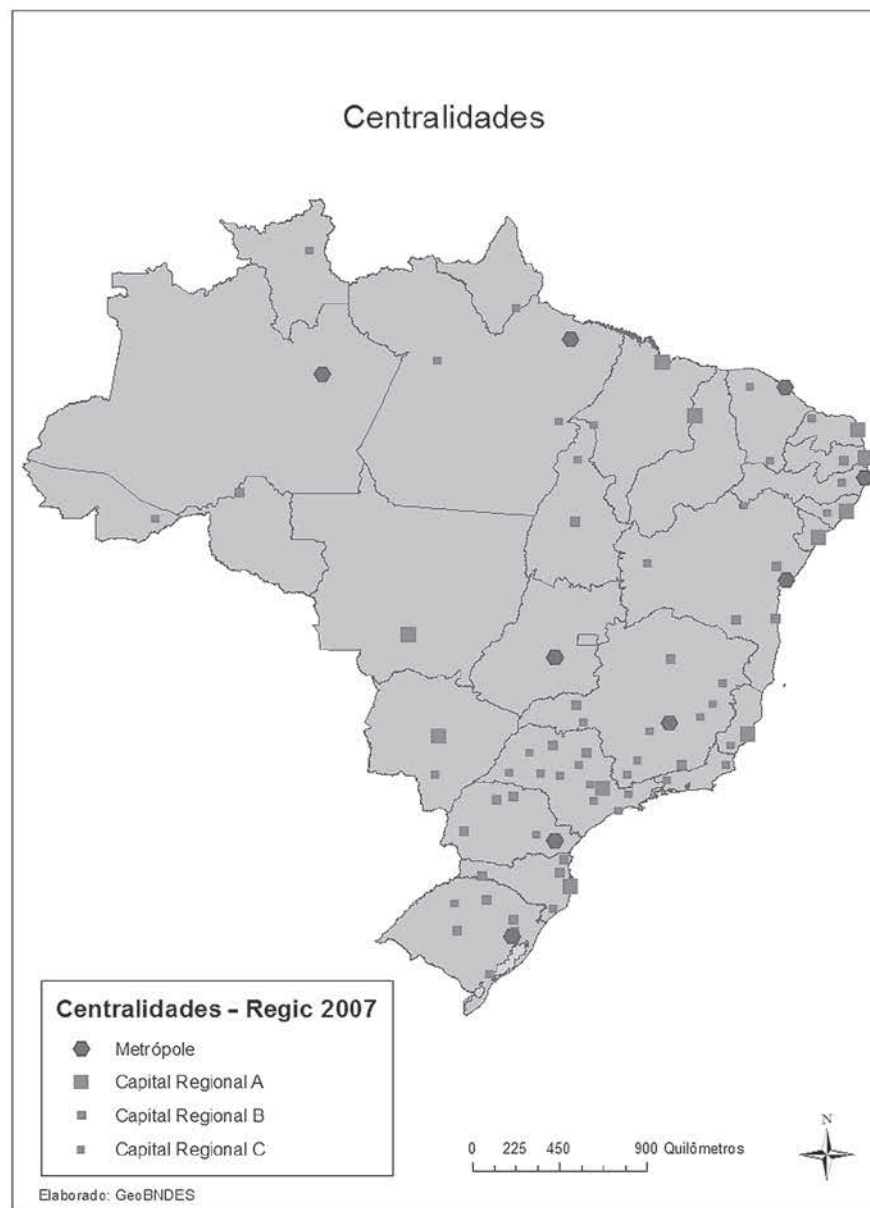 Centralidades
Centralidades - Regic 2007
Metrópole
Capital Regional A
Capital Regional B
Capital Regional C
0 225 450 900 Quilômetros
N
Elaborado: GeoBNDES